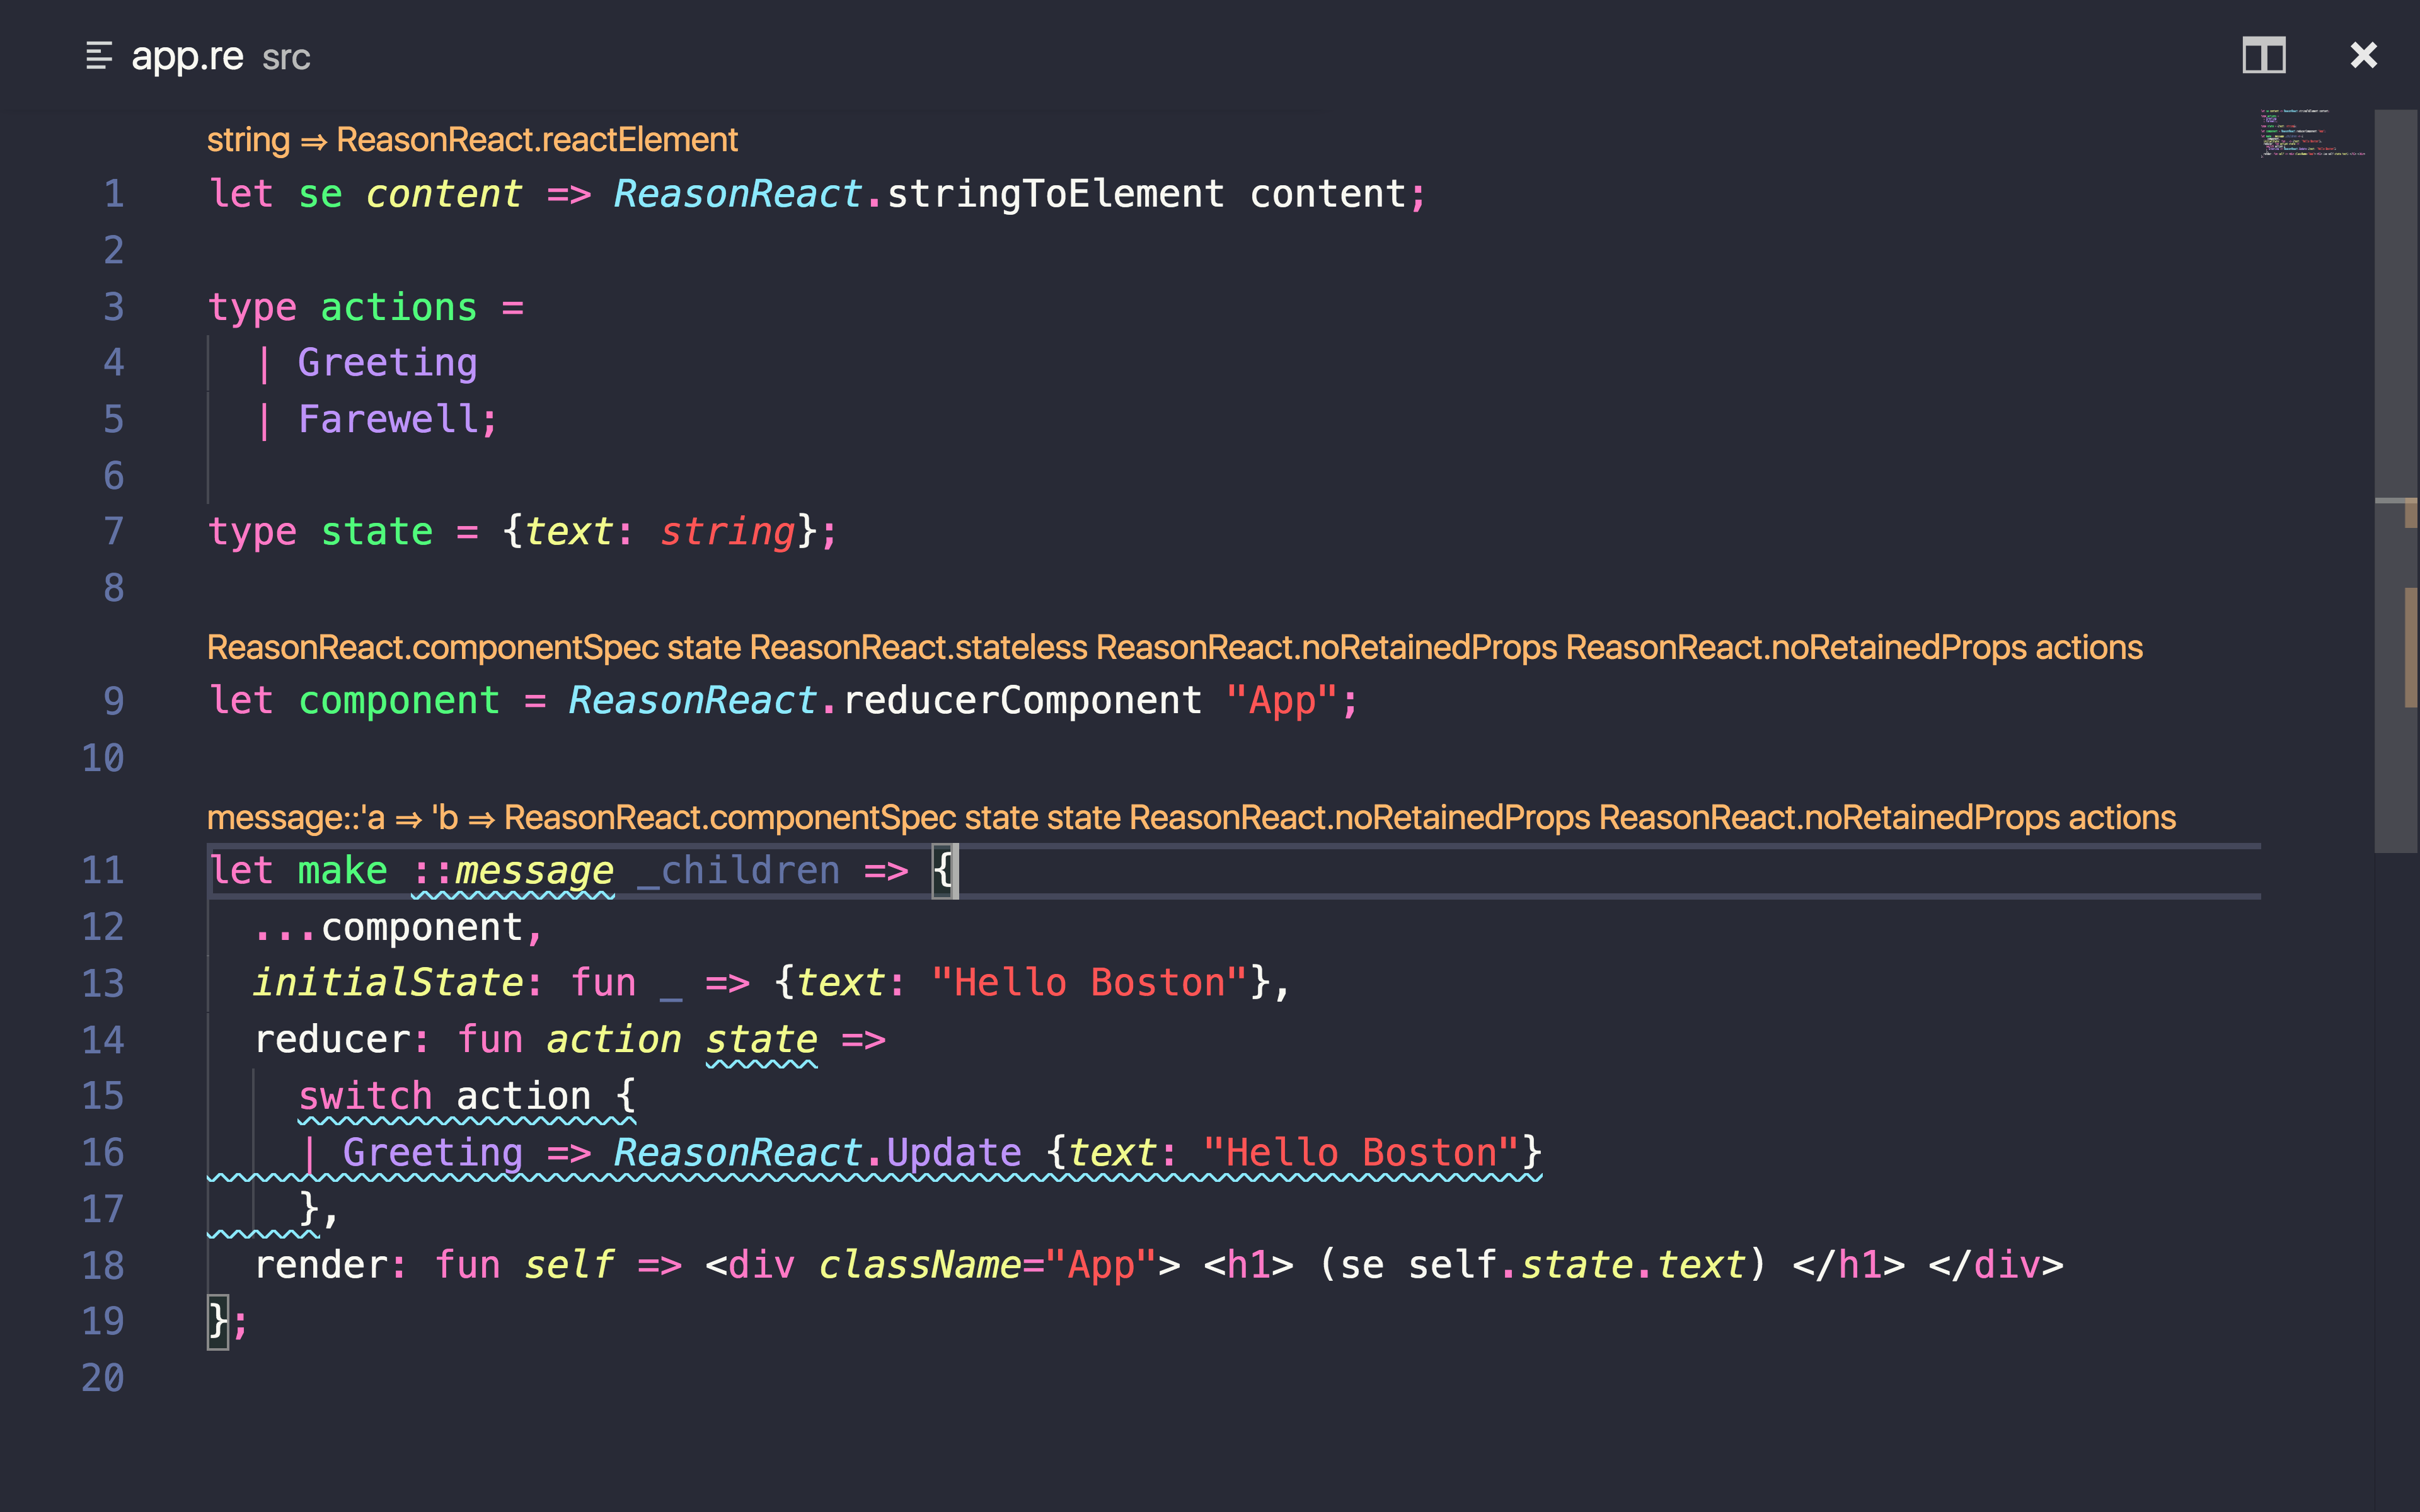 app.re src
string ⇒ ReasonReact.reactElement
1 let se content => ReasonReact.stringToElement content;
2
3 type actions =
4   | Greeting
5   | Farewell;
6
7 type state = {text: string};
8
ReasonReact.componentSpec state ReasonReact.stateless ReasonReact.noRetainedProps ReasonReact.noRetainedProps actions
9 let component = ReasonReact.reducerComponent "App";
10
message::'a ⇒ 'b ⇒ ReasonReact.componentSpec state state ReasonReact.noRetainedProps ReasonReact.noRetainedProps actions
11 let make ::message _children => {
12   ...component,
13   initialState: fun _ => {text: "Hello Boston"},
14   reducer: fun action state =>
15     switch action {
16     | Greeting => ReasonReact.Update {text: "Hello Boston"}
17     },
18   render: fun self => <div className="App"> <h1> (se self.state.text) </h1> </div>
19 };
20